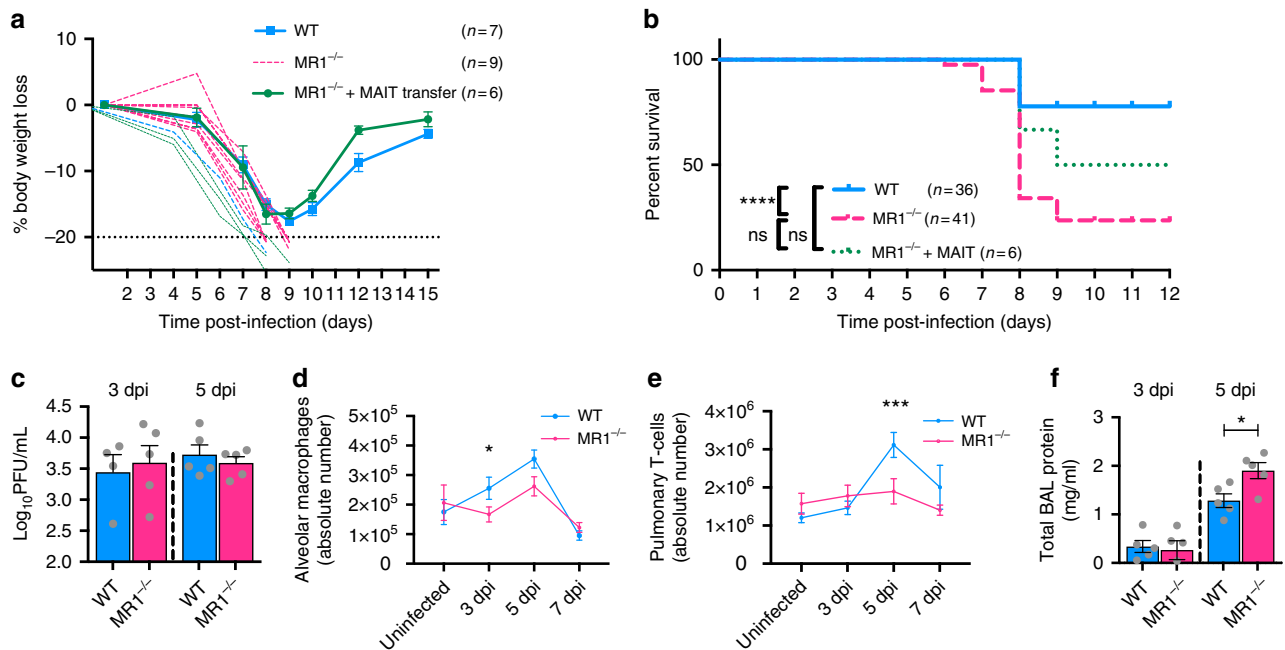 a
10
0
−10
−20
% body weight loss
WT (n=7)
MR1−/− (n=9)
MR1−/− + MAIT transfer (n=6)
2 3 4 5 6 7 8 9 10 11 12 13 14 15
Time post-infection (days)
b
100
50
0
Percent survival
**** ns ns
WT (n=36)
MR1−/− (n=41)
MR1−/− + MAIT (n=6)
0 1 2 3 4 5 6 7 8 9 10 11 12
Time post-infection (days)
c
3 dpi 5 dpi
4.5
4.0
3.5
3.0
2.5
2.0
Log10PFU/mL
WT MR1−/− WT MR1−/−
d
Alveolar macrophages
(absolute number)
5×10⁵
4×10⁵
3×10⁵
2×10⁵
1×10⁵
0
*
WT
MR1−/−
Uninfected 3 dpi 5 dpi 7 dpi
e
Pulmonary T-cells
(absolute number)
4×10⁶
3×10⁶
2×10⁶
1×10⁶
0
***
WT
MR1−/−
Uninfected 3 dpi 5 dpi 7 dpi
f
3 dpi 5 dpi
Total BAL protein
(mg/ml)
3
2
1
0
*
WT MR1−/− WT MR1−/−